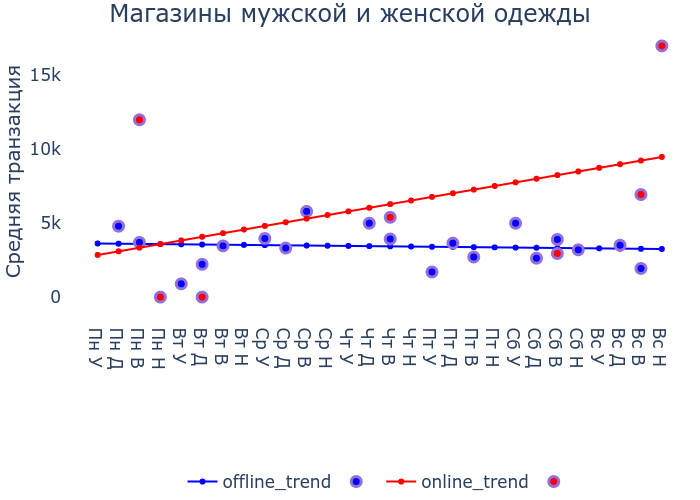 Магазины мужской и женской одежды
Средняя транзакция
15k
10k
5k
0
Пн У
Пн Д
Пн В
Пн Н
Вт У
Вт Д
Вт В
Вт Н
Ср У
Ср Д
Ср В
Ср Н
Чт У
Чт Д
Чт В
Чт Н
Пт У
Пт Д
Пт В
Пт Н
Сб У
Сб Д
Сб В
Сб Н
Вс У
Вс Д
Вс В
Вс Н
offline_trend
online_trend